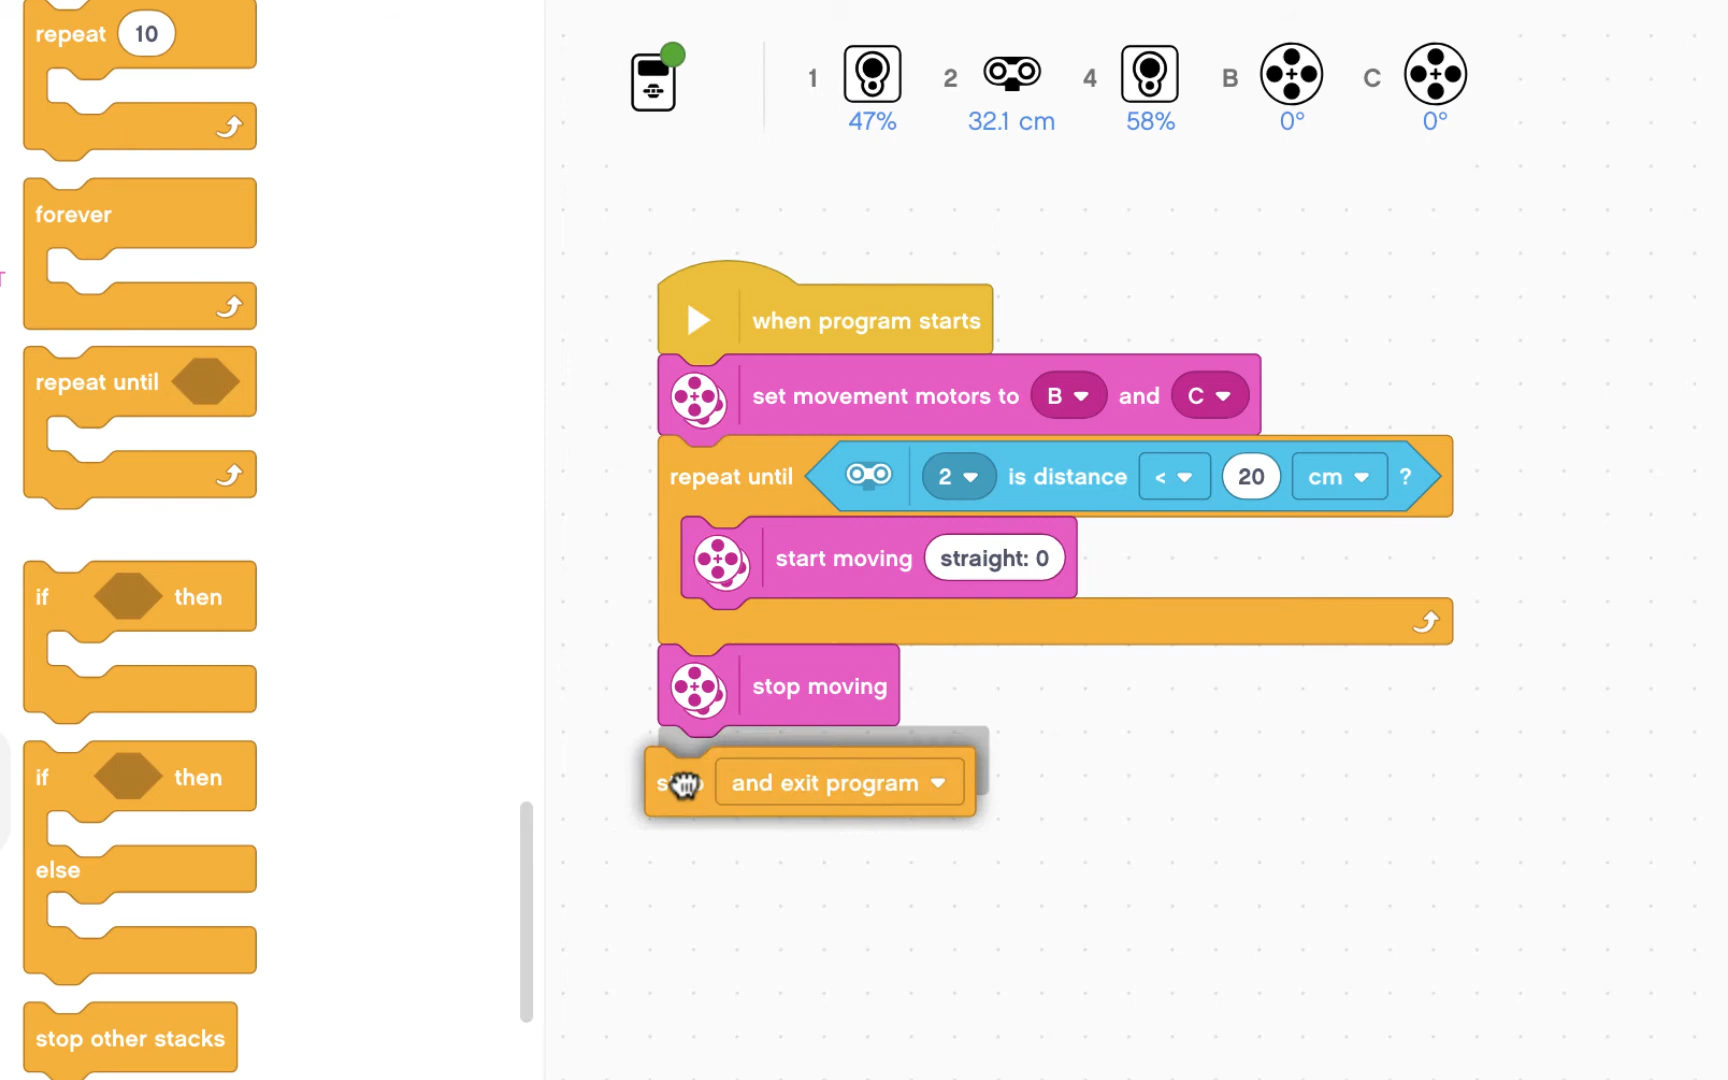 repeat 10
forever
repeat until
if then
if then
else
stop other stacks
1 2 4 B C
47% 32.1 cm 58% 0° 0°
when program starts
set movement motors to B and C
repeat until 2 is distance < 20 cm ?
start moving straight: 0
stop moving
and exit program